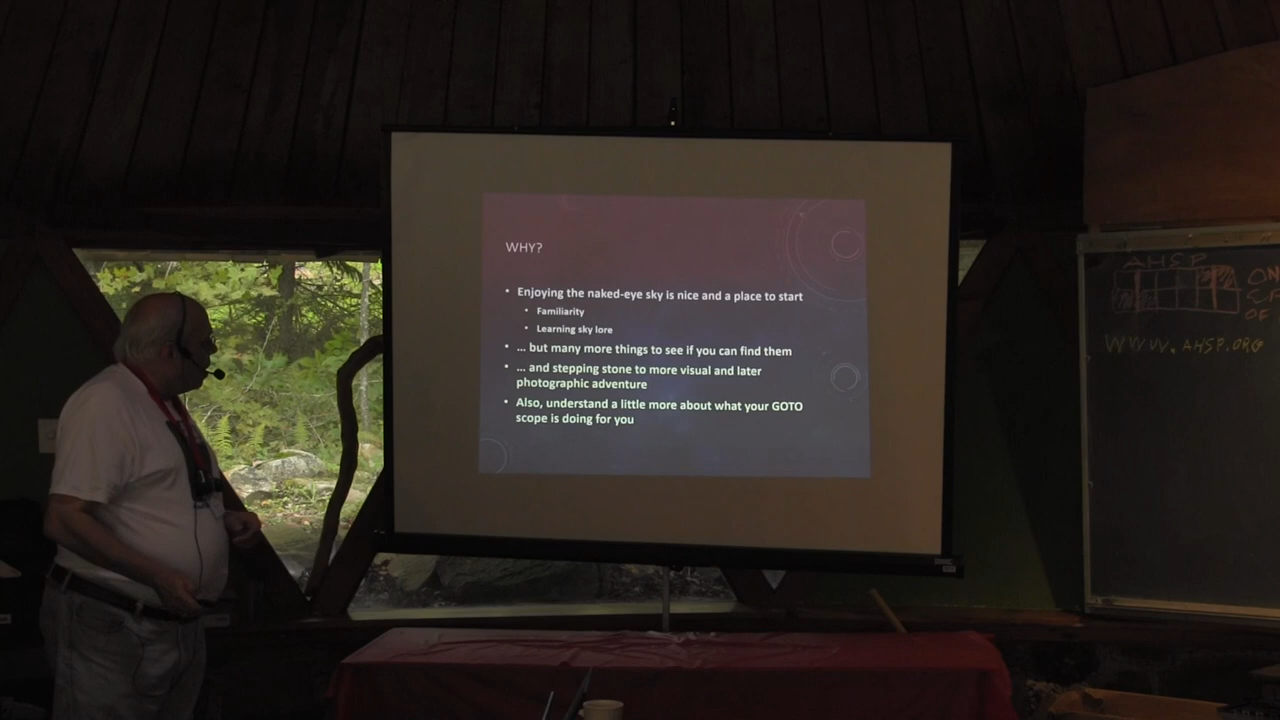 WHY?
• Enjoying the naked-eye sky is nice and a place to start
• Familiarity
• Learning sky lore
• ... but many more things to see if you can find them
• ... and stepping stone to more visual and later
photographic adventure
• Also, understand a little more about what your GOTO
scope is doing for you
AHSP
ON
OF
WWW.AHSP.ORG